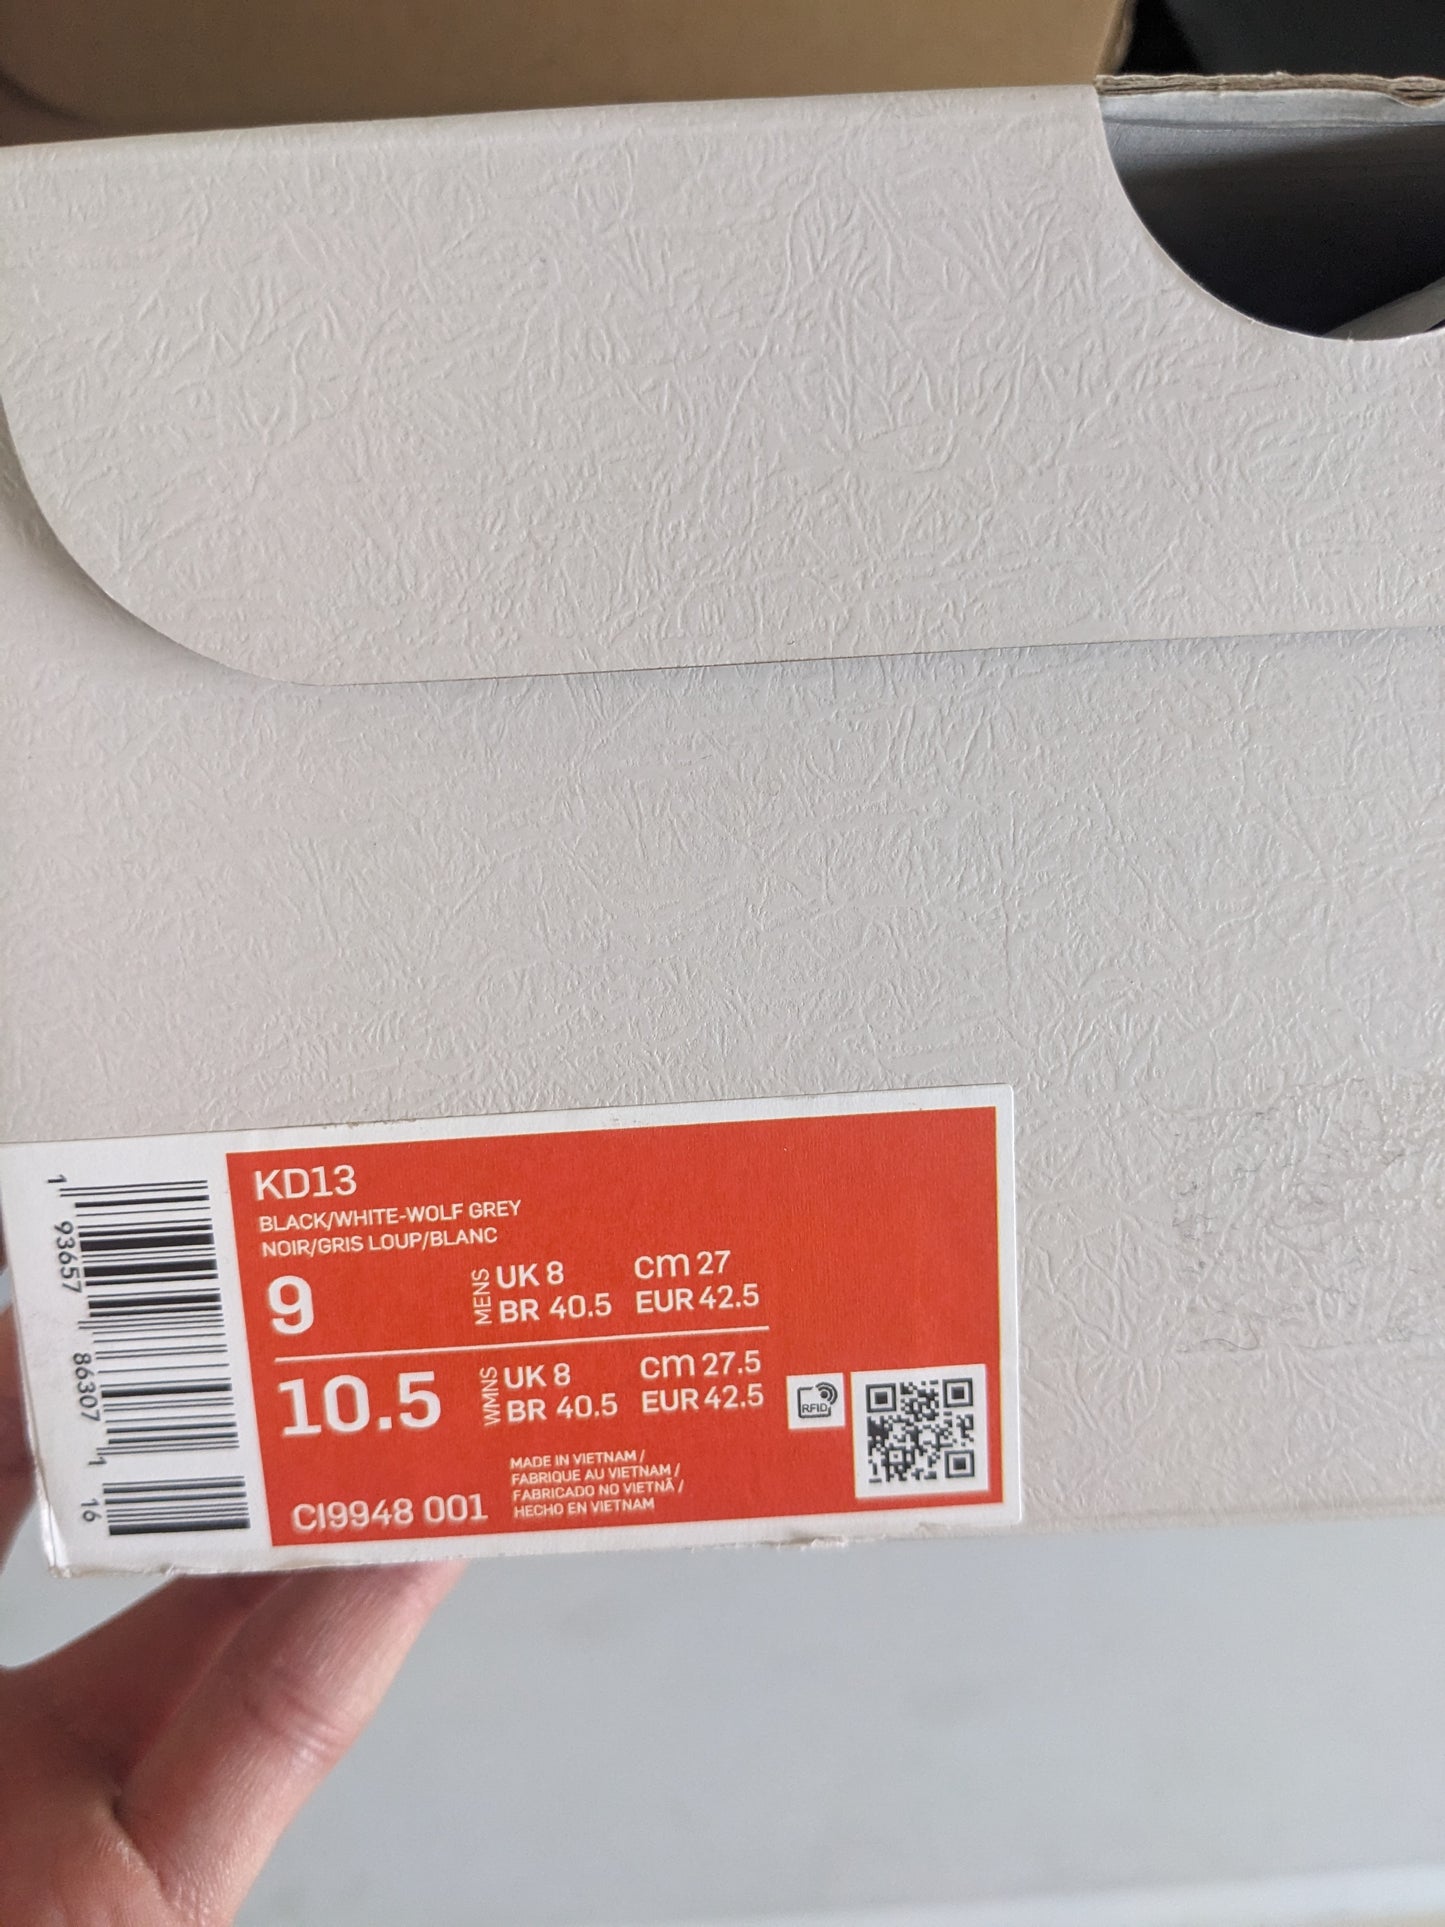 KD13
BLACK/WHITE-WOLF GREY
NOIR/GRIS LOUP/BLANC
9 MENS UK 8 cm 27
BR 40.5 EUR 42.5
10.5 WMNS UK 8 cm 27.5
BR 40.5 EUR 42.5
RFID
MADE IN VIETNAM /
FABRIQUE AU VIETNAM /
FABRICADO NO VIETNÃ /
HECHO EN VIETNAM
CI9948 001
1 93657 86307 1 16